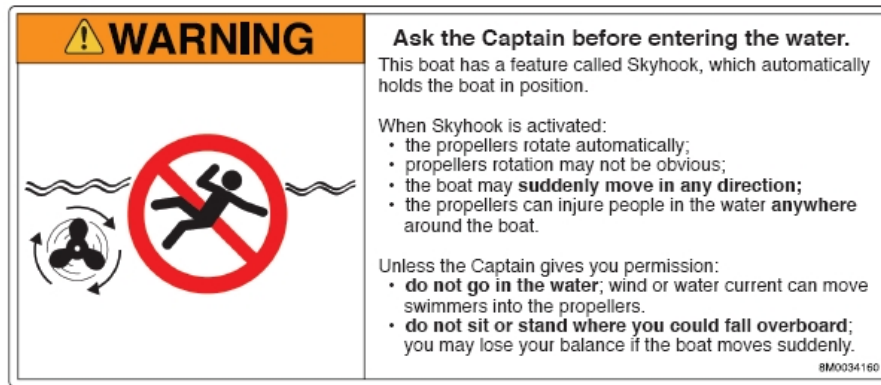 WARNING
Ask the Captain before entering the water.
This boat has a feature called Skyhook, which automatically
holds the boat in position.
When Skyhook is activated:
• the propellers rotate automatically;
• propellers rotation may not be obvious;
• the boat may suddenly move in any direction;
• the propellers can injure people in the water anywhere
around the boat.
Unless the Captain gives you permission:
• do not go in the water; wind or water current can move
swimmers into the propellers.
• do not sit or stand where you could fall overboard;
you may lose your balance if the boat moves suddenly.
8M0034160